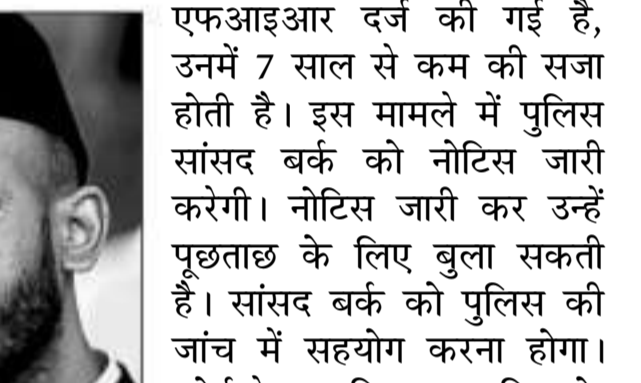 एफआइआर दर्ज की गई है,
उनमें 7 साल से कम की सजा
होती है। इस मामले में पुलिस
सांसद बर्क को नोटिस जारी
करेगी। नोटिस जारी कर उन्हें
पूछताछ के लिए बुला सकती
है। सांसद बर्क को पुलिस की
जांच में सहयोग करना होगा।